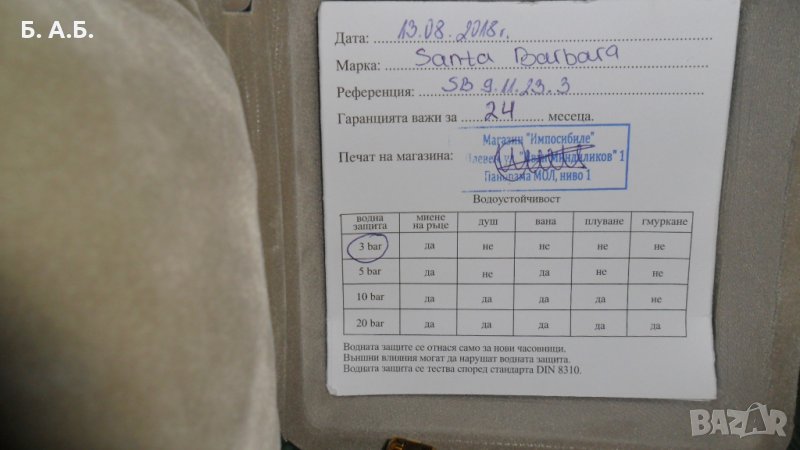 Б. А.Б.
Дата: 13.08.2018г.
Марка: Santa Barbara
Референция: SB 9.11.23.3
Гаранцията важи за 24 месеца.
Магазин "Импосибиле"
Печат на магазина: "Иван Миндиликов" 1
Панорама МОЛ, ниво 1
Водоустойчивост
водна защита миене на ръце душ вана плуване гмуркане
3 bar да не не не не
5 bar да не да не не
10 bar да да да да не
20 bar да да да да да
Водната защите се отнася само за нови часовници.
Външни влияния могат да нарушат водната защита.
Водната защита се тества според стандарта DIN 8310.
BAZAR